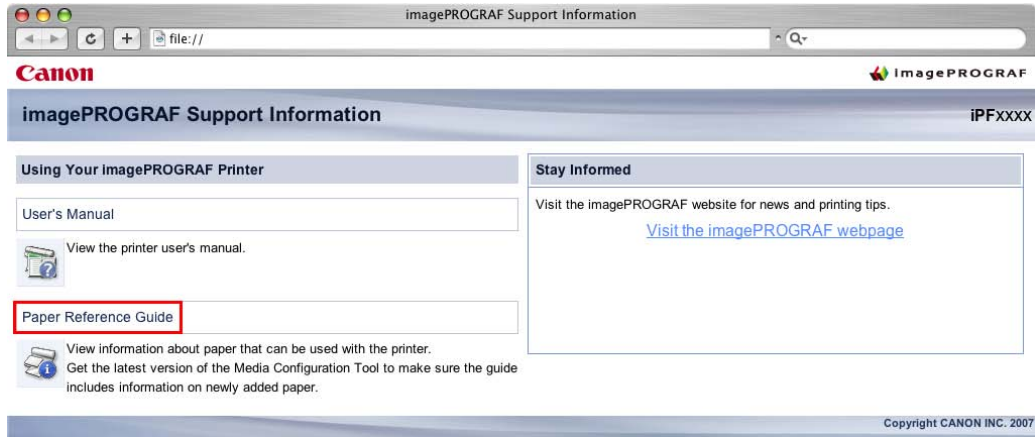 imagePROGRAF Support Information
file://
Canon
imagePROGRAF
imagePROGRAF Support Information
iPFxxxx
Using Your imagePROGRAF Printer
User's Manual
View the printer user's manual.
Paper Reference Guide
View information about paper that can be used with the printer.
Get the latest version of the Media Configuration Tool to make sure the guide
includes information on newly added paper.
Stay Informed
Visit the imagePROGRAF website for news and printing tips.
Visit the imagePROGRAF webpage
Copyright CANON INC. 2007